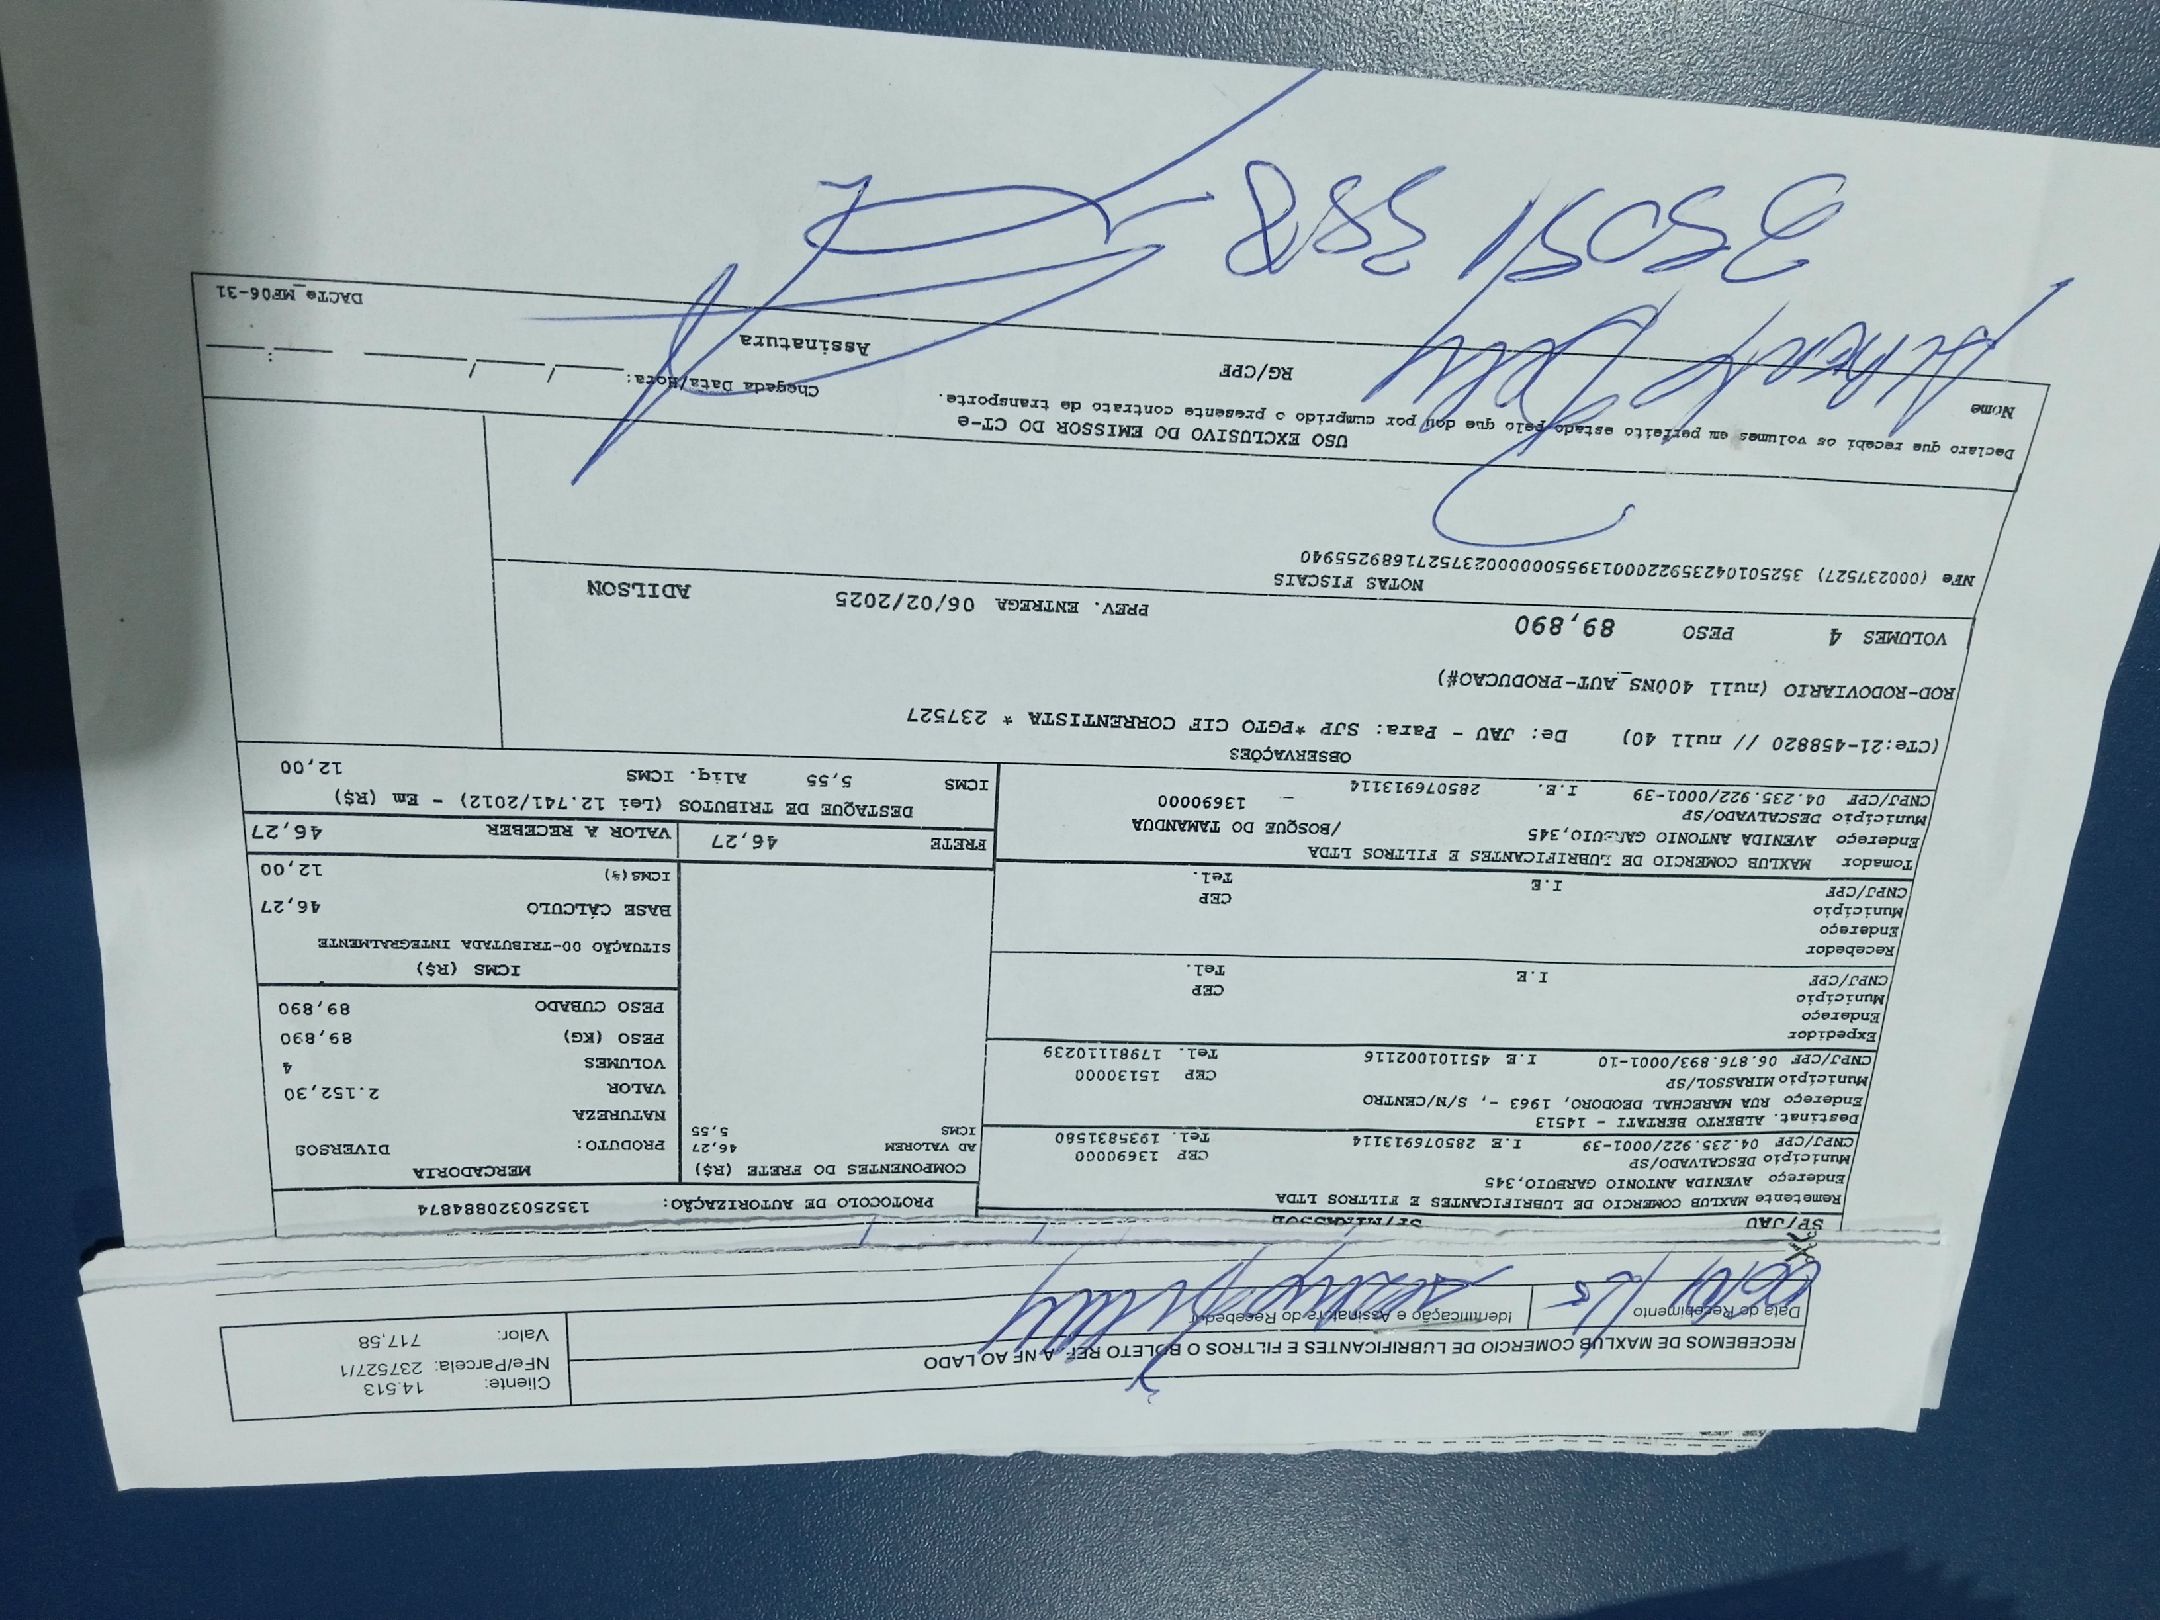 Cliente: 14.513
NFe/Parcela: 237527/1
Valor: 717,58
RECEBEMOS DE MAXLUB COMERCIO DE LUBRIFICANTES E FILTROS O BOLETO REF. A NF AO LADO
Data do Recebimento
Identificação e Assinatura do Recebedor
SP/JAU
PROTOCOLO DE AUTORIZAÇÃO: 135250320884874
Remetente MAXLUB COMERCIO DE LUBRIFICANTES E FILTROS LTDA
Endereço AVENIDA ANTONIO GARBUIO,345
Município DESCALVADO/SP CEP 13690000
CNPJ/CPF 04.235.922/0001-39 I.E 285076913114 Tel. 1935831580
Destinat. ALBERTO BERTATI - 14513
Endereço RUA MARECHAL DEODORO, 1963 -, S/N/CENTRO
Município MIRASSOL/SP CEP 15130000
CNPJ/CPF 06.876.893/0001-10 I.E 451101002116 Tel. 17981110239
Expedidor
Endereço
Município CEP
CNPJ/CPF I.E Tel.
Recebedor
Endereço
Município CEP
CNPJ/CPF I.E Tel.
Tomador MAXLUB COMERCIO DE LUBRIFICANTES E FILTROS LTDA
Endereço AVENIDA ANTONIO GARBUIO,345 /BOSQUE DO TAMANDUA
Município DESCALVADO/SP - 13690000
CNPJ/CPF 04.235.922/0001-39 I.E. 285076913114
COMPONENTES DO FRETE (R$)
AD VALOREM 46,27
ICMS 5,55
MERCADORIA
PRODUTO: DIVERSOS
NATUREZA
VALOR 2.152,30
VOLUMES 4
PESO (KG) 89,890
PESO CUBADO 89,890
ICMS (R$)
SITUAÇÃO 00-TRIBUTADA INTEGRALMENTE
BASE CÁLCULO 46,27
ICMS(%) 12,00
FRETE 46,27 VALOR A RECEBER 46,27
DESTAQUE DE TRIBUTOS (Lei 12.741/2012) - Em (R$)
ICMS 5,55 Aliq. ICMS 12,00
OBSERVAÇÕES
(CTe:21-458820 // null 40) De: JAU - Para: SJP *PGTO CIF CORRENTISTA * 237527
ROD-RODOVIARIO (null 400NS_AUT-PRODUCAO#)
VOLUMES 4 PESO 89,890 PREV. ENTREGA 06/02/2025 ADILSON
NOTAS FISCAIS
NFe (000237527) 35250104235922000139550000002375271689255940
USO EXCLUSIVO DO EMISSOR DO CT-e
Declaro que recebi os volumes em perfeito estado pelo que dou por cumprido o presente contrato de transporte.
Nome RG/CPF Assinatura Chegada Data/Hora: __/__/____ __:__
DACTe_MF06-31